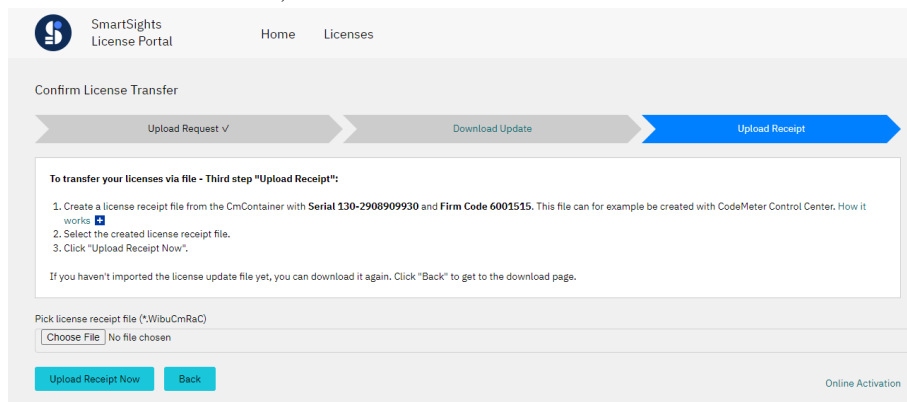 SmartSights
License Portal
Home Licenses
Confirm License Transfer
Upload Request √
Download Update
Upload Receipt
To transfer your licenses via file - Third step "Upload Receipt":
1. Create a license receipt file from the CmContainer with Serial 130-2908909930 and Firm Code 6001515. This file can for example be created with CodeMeter Control Center. How it
works +
2. Select the created license receipt file.
3. Click "Upload Receipt Now".
If you haven't imported the license update file yet, you can download it again. Click "Back" to get to the download page.
Pick license receipt file (*.WibuCmRaC)
Choose File No file chosen
Upload Receipt Now Back
Online Activation